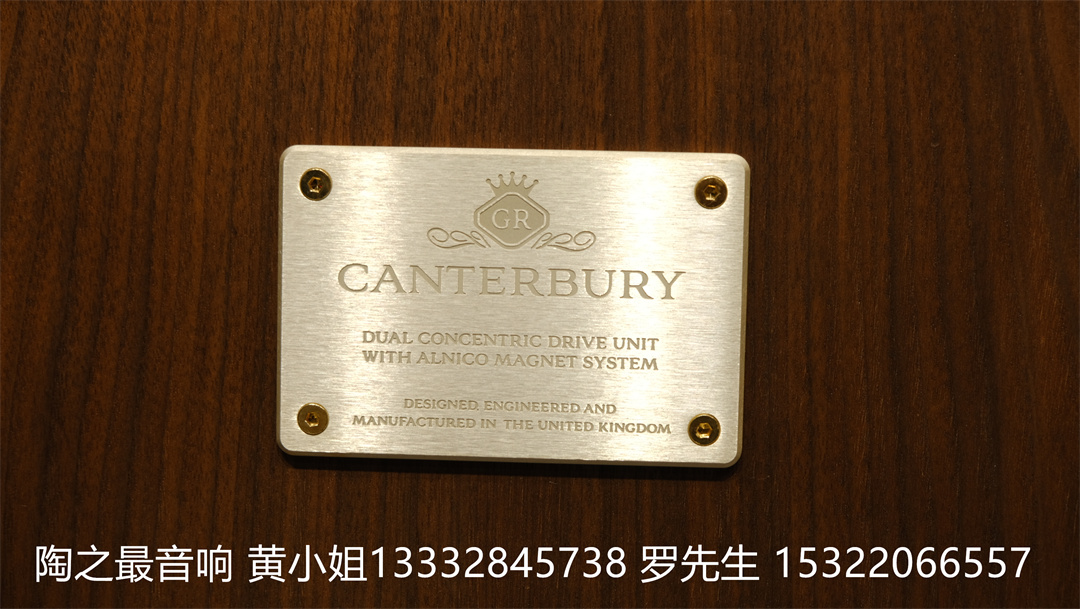 GR
CANTERBURY
DUAL CONCENTRIC DRIVE UNIT
WITH ALNICO MAGNET SYSTEM
DESIGNED, ENGINEERED AND
MANUFACTURED IN THE UNITED KINGDOM
陶之最音响 黄小姐13332845738 罗先生 15322066557